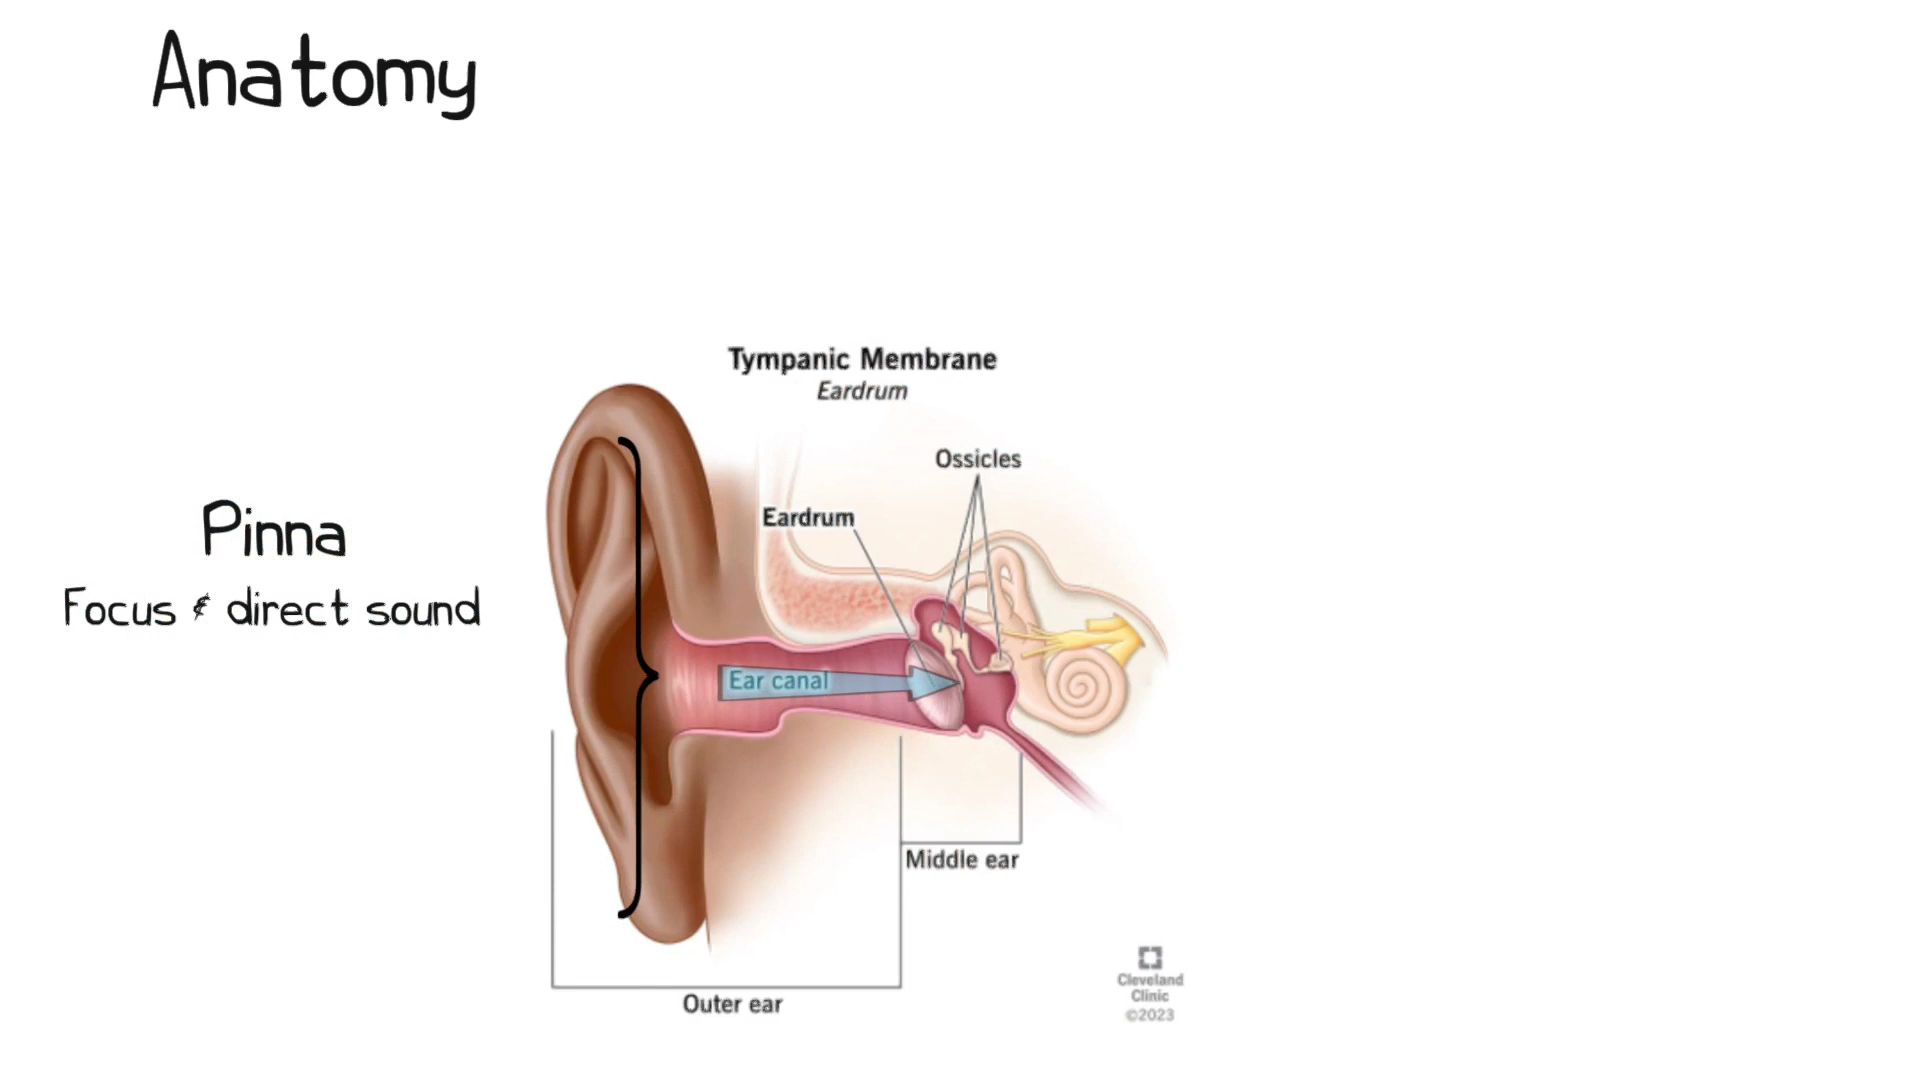 Anatomy
Tympanic Membrane
Eardrum
Ossicles
Eardrum
Pinna
Focus & direct sound
Ear canal
Middle ear
Outer ear
Cleveland
Clinic
©2023